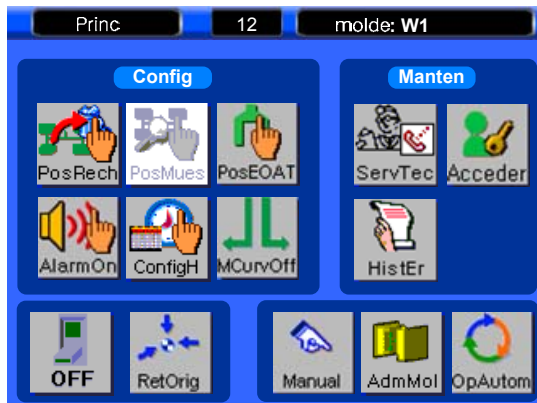 Princ 12 molde: W1
Config Manten
PosRech PosMues PosEOAT ServTec Acceder
AlarmOn ConfigH MCurvOff HistEr
OFF RetOrig Manual AdmMol OpAutom